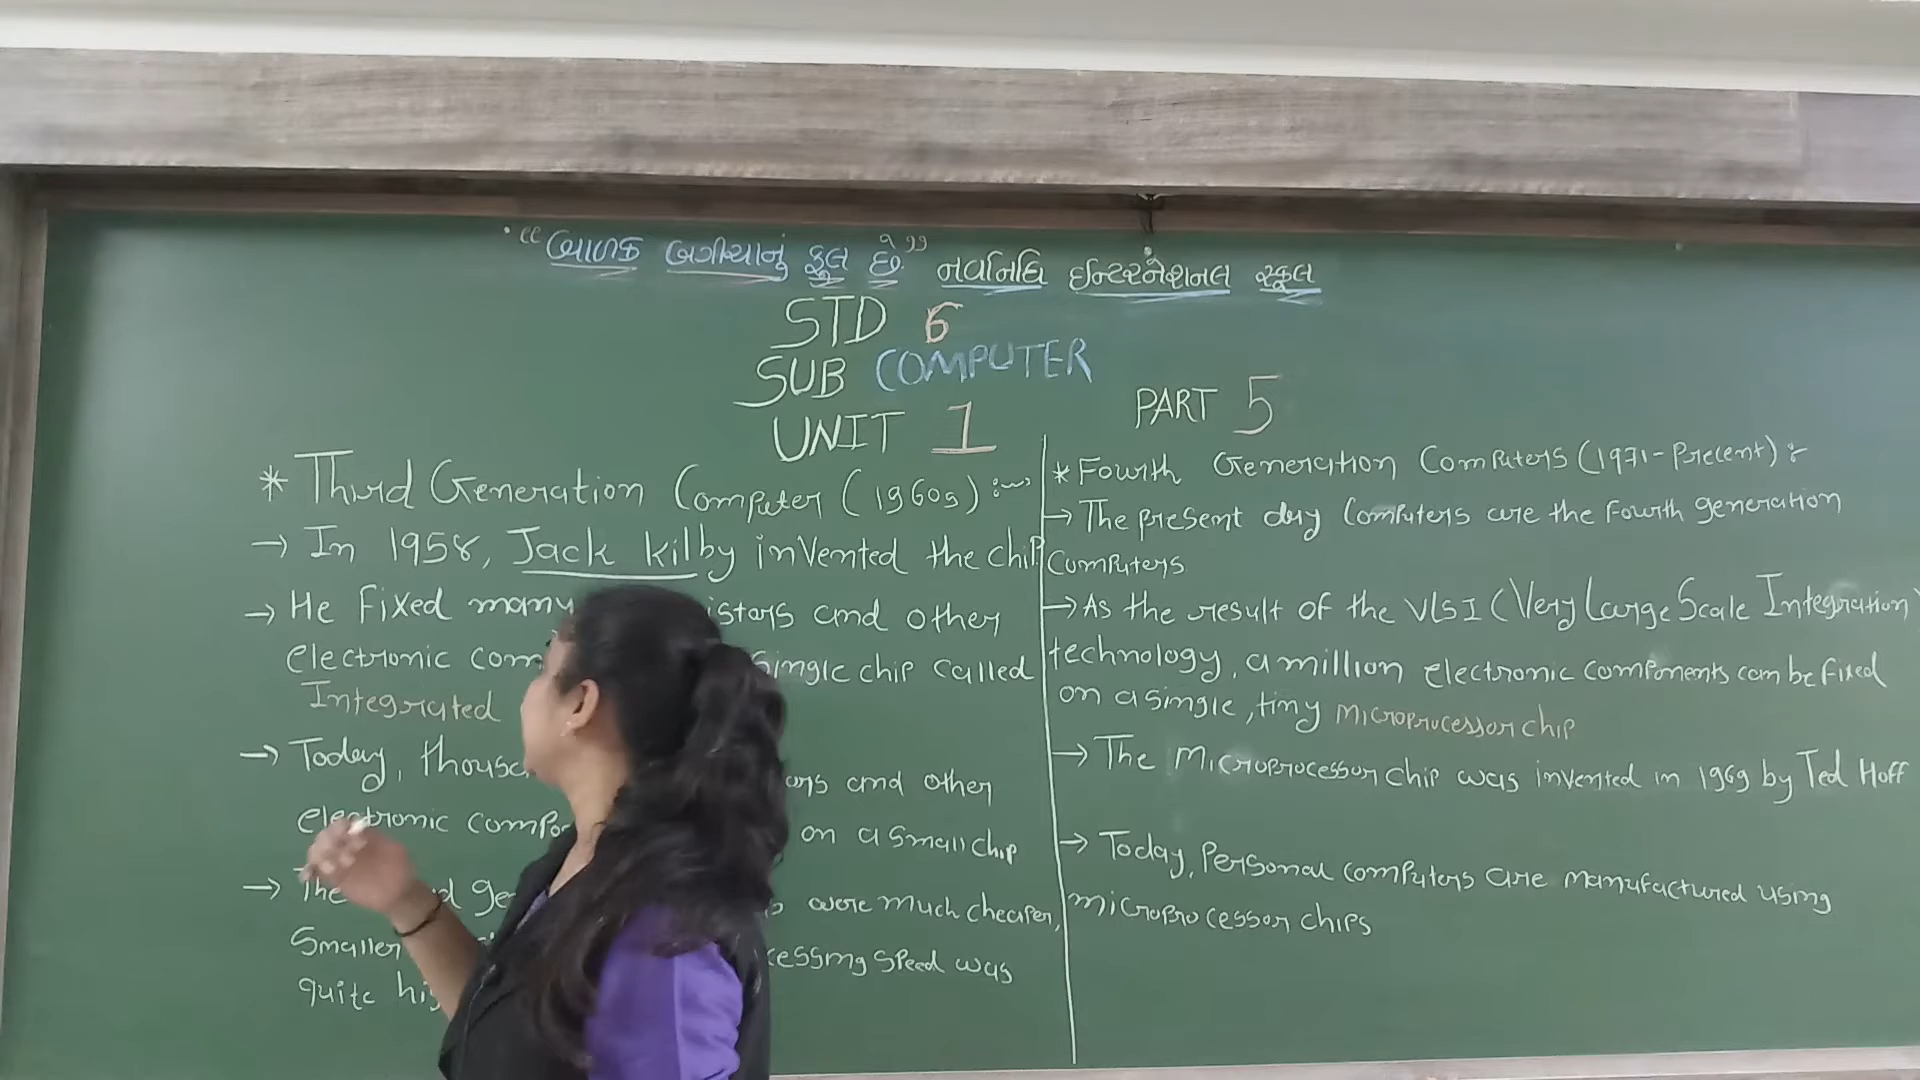 “બાળક બગીચાનું ફૂલ છે” નર્વાનિધિ ઈન્ટરનેશનલ સ્કૂલ
STD 6
SUB COMPUTER
UNIT 1
PART 5
* Third Generation Computer (1960s) :-
→ In 1958, Jack Kilby invented the chip
→ He fixed many istors and other
electronic com single chip called
Integrated
→ Today, thous ors and other
electronic compo on a small chip
→ The d ge s were much cheaper,
Smaller cessing speed was
quite hi
* Fourth Generation Computers (1971-Precent) :-
→ The present day Computers are the fourth generation
Computers
→ As the result of the VLSI (Very Large Scale Integration)
technology, a million electronic components can be fixed
on a single, tiny microprocessor chip
→ The Microprocessor chip was invented in 1969 by Ted Hoff
→ Today, Personal computers are manufactured using
microprocessor chips